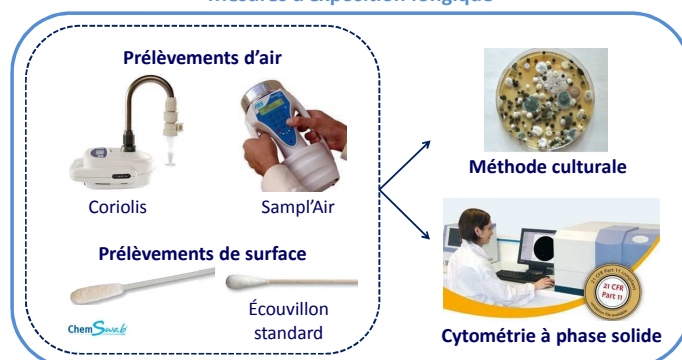 Mesures d'exposition fongique
Prélèvements d'air
Coriolis
Sampl'Air
Prélèvements de surface
ChemSwab
Écouvillon
standard
Méthode culturale
21 CFR
Part 11
Cytométrie à phase solide